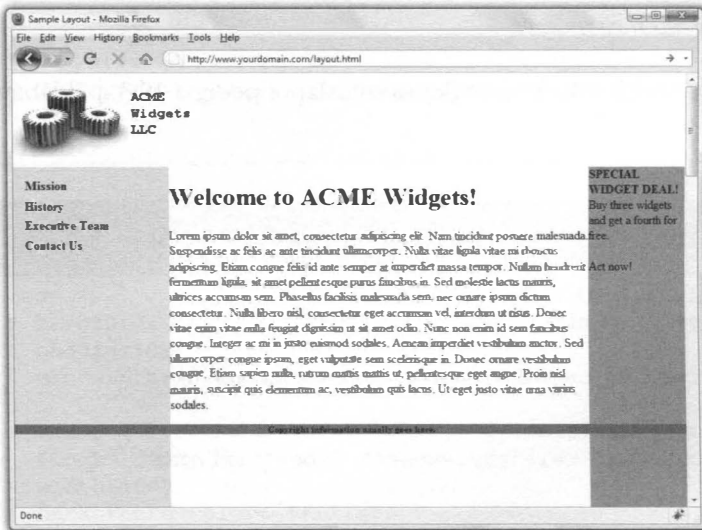 Sample Layout - Mozilla Firefox
File Edit View History Bookmarks Tools Help
http://www.yourdomain.com/layout.html
ACME
Widgets
LLC
Mission
History
Executive Team
Contact Us
Welcome to ACME Widgets!
Lorem ipsum dolor sit amet, consectetur adipiscing elit. Nam tincidunt posuere malesuada.
Suspendisse ac felis ac ante tincidunt ullamcorper. Nulla vitae ligula vitae mi rhoncus
adipiscing. Etiam congue felis id ante semper at imperdiet massa tempor. Nullam hendrerit
fermentum ligula, sit amet pellentesque purus faucibus in. Sed molestie lacus mauris,
ultrices accumsan sem. Phasellus facilisis malesuada sem, nec ornare ipsum dictum
consectetur. Nulla libero nisl, consectetur eget accumsan vel, interdum ut risus. Donec
vitae enim vitae nulla feugiat dignissim ut sit amet odio. Nunc non enim id sem faucibus
congue. Integer ac mi in justo euismod sodales. Aenean imperdiet vestibulum auctor. Sed
ullamcorper congue ipsum, eget vulputate sem scelerisque in. Donec ornare vestibulum
congue. Etiam sapien nulla, rutrum mattis mattis ut, pellentesque eget augue. Proin nisl
mauris, suscipit quis elementum ac, vestibulum quis lacus. Ut eget justo vitae urna varius
sodales.
SPECIAL
WIDGET DEAL!
Buy three widgets
and get a fourth for
free.
Act now!
Copyright information usually goes here.
Done